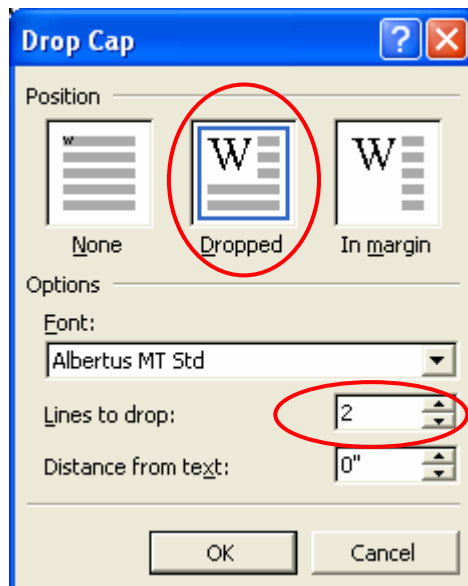 Drop Cap
Position
W
W
W
None
Dropped
In margin
Options
Font:
Albertus MT Std
Lines to drop:
2
Distance from text:
0"
OK
Cancel